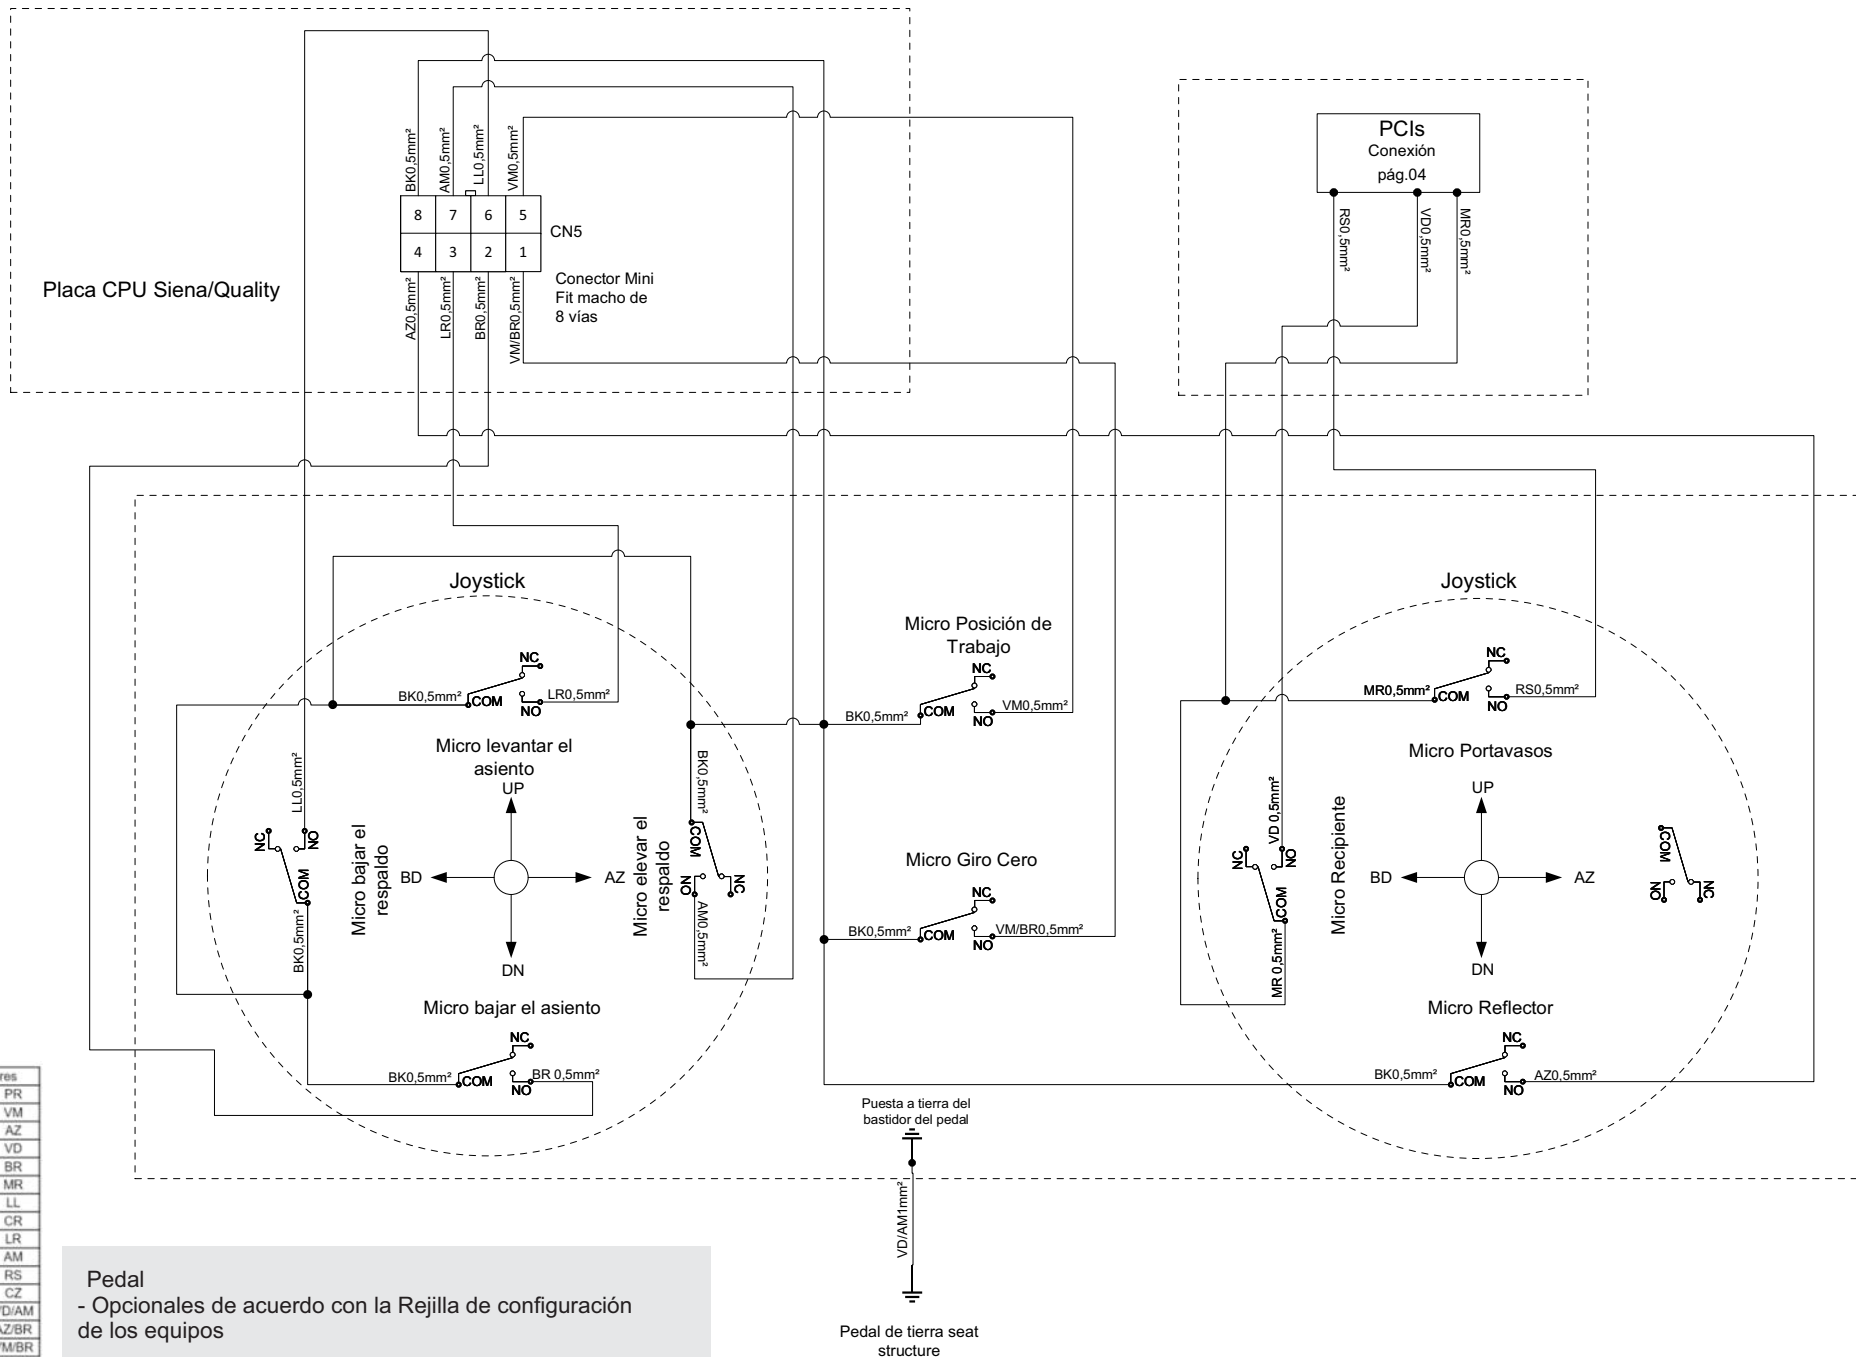 BK0,5mm²
AM0,5mm²
LL0,5mm²
VM0,5mm²
8
7
6
5
4
3
2
1
CN5
Conector Mini
Fit macho de
8 vías
AZ0,5mm²
LR0,5mm²
BR0,5mm²
VM/BR0,5mm²
Placa CPU Siena/Quality
PCIs
Conexión
pág.04
RS0,5mm²
VD0,5mm²
MR0,5mm²
Joystick
NC
BK0,5mm²
COM
NO
LR0,5mm²
Micro levantar el
asiento
UP
LL0,5mm²
NC
NO
COM
BK0,5mm²
Micro bajar el
respaldo
BD
AZ
DN
Micro elevar el
respaldo
BK0,5mm²
COM
NO
NC
AM0,5mm²
Micro bajar el asiento
NC
BK0,5mm²
COM
NO
BR 0,5mm²
Micro Posición de
Trabajo
NC
BK0,5mm²
COM
NO
VM0,5mm²
Micro Giro Cero
NC
BK0,5mm²
COM
NO
VM/BR0,5mm²
Joystick
NC
MR0,5mm²
COM
NO
RS0,5mm²
Micro Portavasos
UP
VD 0,5mm²
NC
NO
COM
MR 0,5mm²
Micro Recipiente
BD
AZ
DN
COM
NO
NC
Micro Reflector
NC
BK0,5mm²
COM
NO
AZ0,5mm²
Puesta a tierra del
bastidor del pedal
VD/AM1mm²
Pedal de tierra seat
structure
res
PR
VM
AZ
VD
BR
MR
LL
CR
LR
AM
RS
CZ
D/AM
AZ/BR
M/BR
Pedal
- Opcionales de acuerdo con la Rejilla de configuración
de los equipos